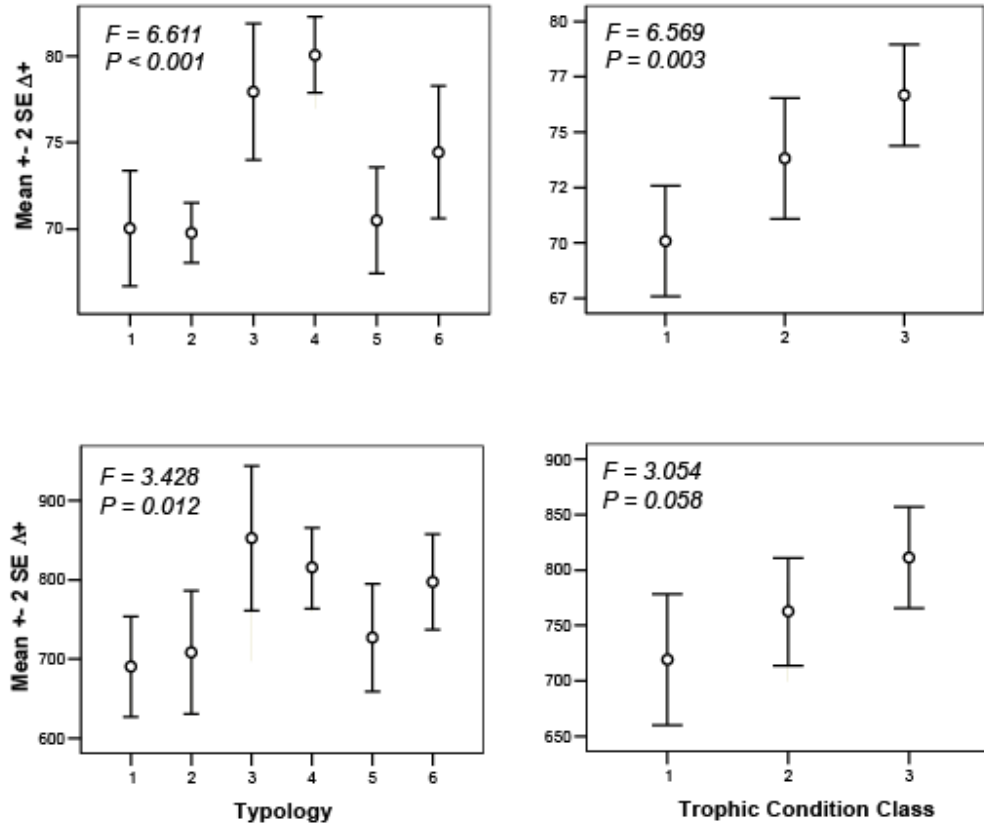 F = 6.611
P < 0.001
80
75
70
Mean +- 2 SE Δ+
1 2 3 4 5 6
F = 6.569
P = 0.003
80
77
75
72
70
67
1 2 3
F = 3.428
P = 0.012
900
800
700
600
Mean +- 2 SE Λ+
1 2 3 4 5 6
Typology
F = 3.054
P = 0.058
900
850
800
750
700
650
1 2 3
Trophic Condition Class